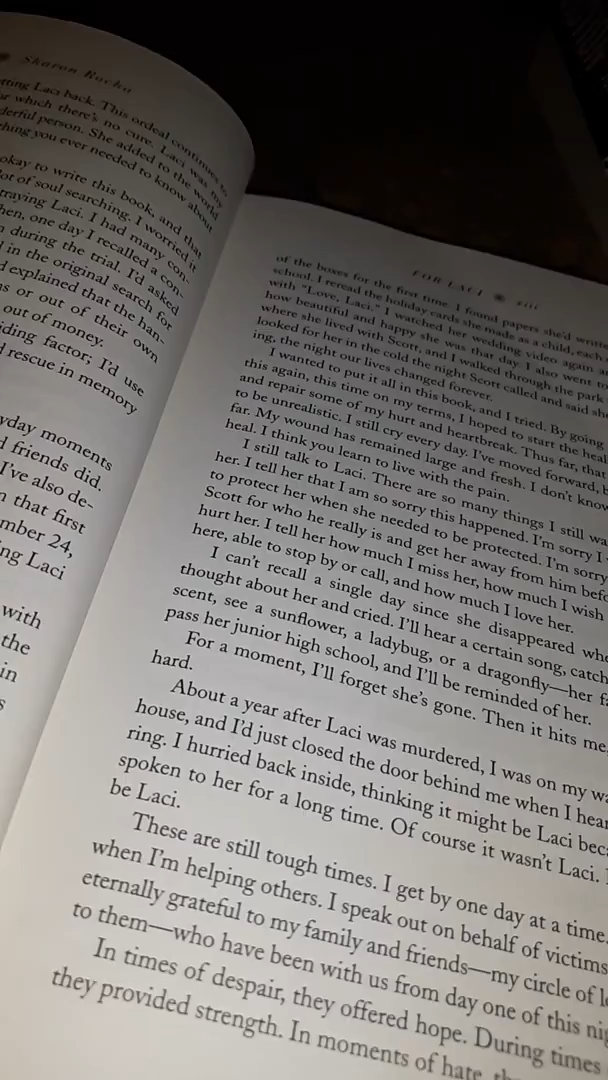 Sharon Rocha
tting Laci back. This ordeal continues to
or which there's no cure. Laci was my
derful person. She added to the world
thing you ever needed to know about
okay to write this book, and that
lot of soul searching. I worried it
traying Laci. I had many con-
hen, one day I recalled a con-
n during the trial. I'd asked
d in the original search for
d explained that the han-
ns or out of their own
out of money.
iding factor; I'd use
d rescue in memory
yday moments
d friends did.
I've also de-
n that first
mber 24,
ng Laci
with
the
in
s
FOR LACI xiii
of the boxes for the first time I found papers she'd writte
school. I reread the holiday cards she made as a child, each
with "Love, Laci." I watched her wedding video again a
how beautiful and happy she was that day. I also went to
where she lived with Scott, and I walked through the park
looked for her in the cold the night Scott called and said she
ing, the night our lives changed forever.
I wanted to put it all in this book, and I tried. By going
this again, this time on my terms, I hoped to start the heal
and repair some of my hurt and heartbreak. Thus far, that
to be unrealistic. I still cry every day. I've moved forward, b
far. My wound has remained large and fresh. I don't know
heal. I think you learn to live with the pain.
I still talk to Laci. There are so many things I still wa
her. I tell her that I am so sorry this happened. I'm sorry I
to protect her when she needed to be protected. I'm sorry
Scott for who he really is and get her away from him befo
hurt her. I tell her how much I miss her, how much I wish
here, able to stop by or call, and how much I love her.
I can't recall a single day since she disappeared whe
thought about her and cried. I'll hear a certain song, catch
scent, see a sunflower, a ladybug, or a dragonfly—her fa
pass her junior high school, and I'll be reminded of her.
For a moment, I'll forget she's gone. Then it hits me
hard.
About a year after Laci was murdered, I was on my wa
house, and I'd just closed the door behind me when I hear
ring. I hurried back inside, thinking it might be Laci bec
spoken to her for a long time. Of course it wasn't Laci.
be Laci.
These are still tough times. I get by one day at a time.
when I'm helping others. I speak out on behalf of victims
eternally grateful to my family and friends—my circle of lo
to them—who have been with us from day one of this nig
In times of despair, they offered hope. During times
they provided strength. In moments of hate, th